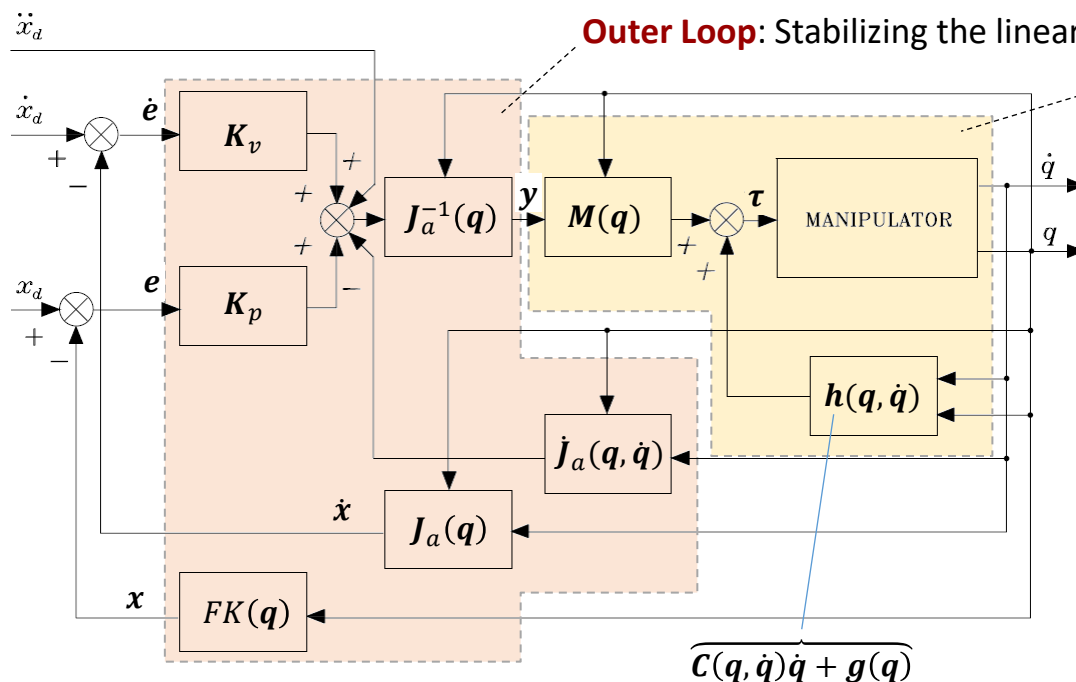 ẍ_d
Outer Loop: Stabilizing the linear
ẋ_d
+
−
ė
K_v
+
+
+
−
J_a^{-1}(q)
y
M(q)
+
+
τ
MANIPULATOR
q̇
q
x_d
+
−
e
K_p
h(q, q̇)
J̇_a(q, q̇)
ẋ
J_a(q)
x
FK(q)
C(q, q̇)q̇ + g(q)